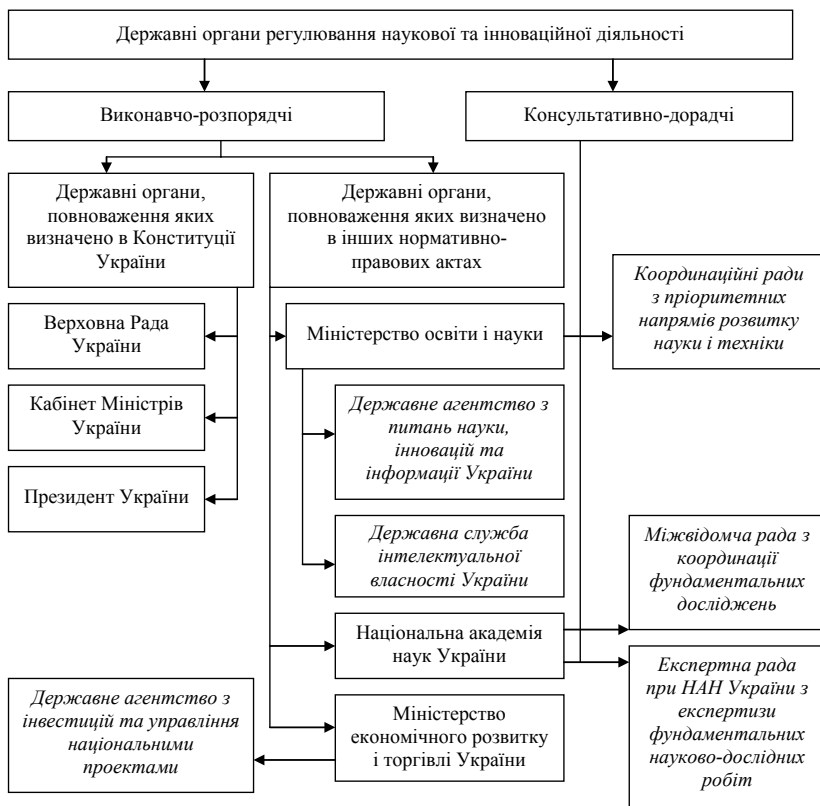 Державні органи регулювання наукової та інноваційної діяльності
Виконавчо-розпорядчі
Консультативно-дорадчі
Державні органи,
повноваження яких
визначено в Конституції
України
Державні органи,
повноваження яких визначено
в інших нормативно-
правових актах
Координаційні ради
з пріоритетних
напрямів розвитку
науки і техніки
Верховна Рада
України
Міністерство освіти і науки
Кабінет Міністрів
України
Державне агентство з
питань науки,
інновацій та
інформації України
Президент України
Державна служба
інтелектуальної
власності України
Міжвідомча рада з
координації
фундаментальних
досліджень
Національна академія
наук України
Експертна рада
при НАН України з
експертизи
фундаментальних
науково-дослідних
робіт
Державне агентство з
інвестицій та управління
національними
проектами
Міністерство
економічного розвитку
і торгівлі України